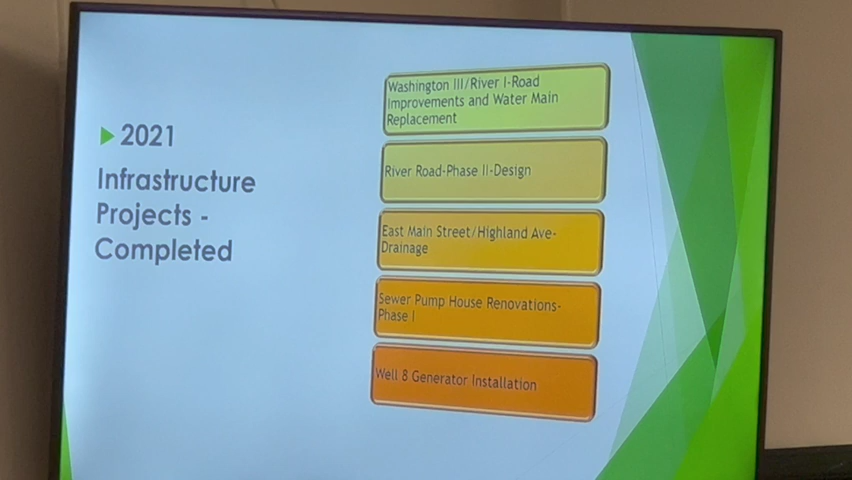 2021
Infrastructure
Projects -
Completed
Washington III/River I-Road
Improvements and Water Main
Replacement
River Road-Phase II-Design
East Main Street/Highland Ave-
Drainage
Sewer Pump House Renovations-
Phase I
Well 8 Generator Installation